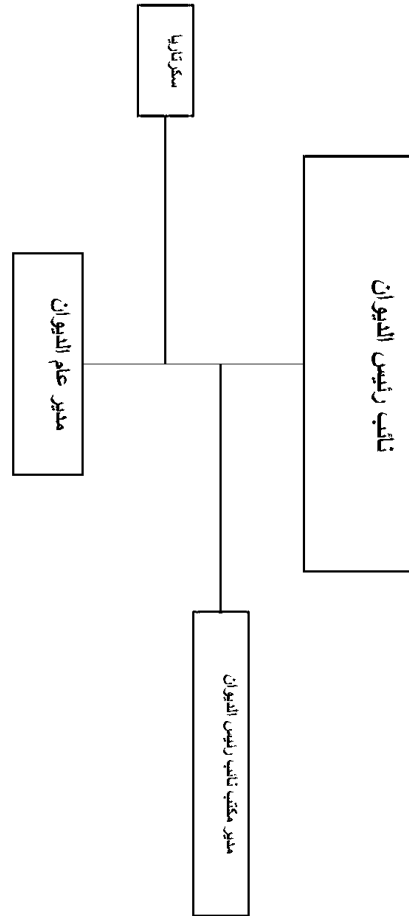 نائب رئيس الديوان
مدير مكتب نائب رئيس الديوان
سكرتاريا
مدير عام الديوان